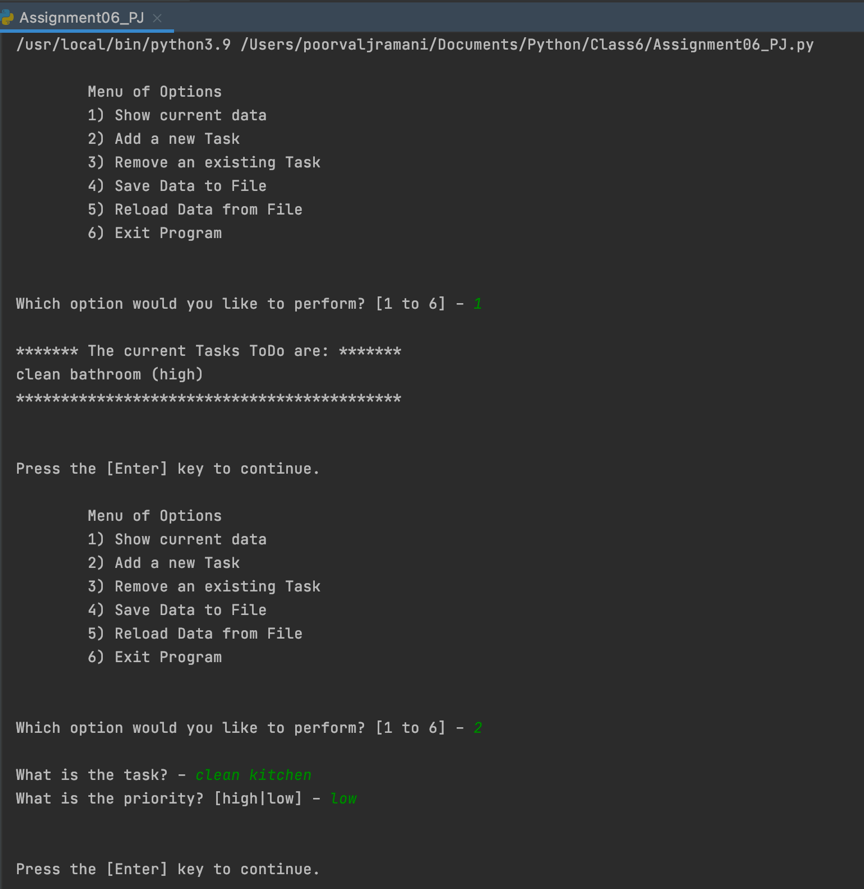 Assignment06_PJ
/usr/local/bin/python3.9 /Users/poorvaljramani/Documents/Python/Class6/Assignment06_PJ.py
Menu of Options
1) Show current data
2) Add a new Task
3) Remove an existing Task
4) Save Data to File
5) Reload Data from File
6) Exit Program
Which option would you like to perform? [1 to 6] - 1
******* The current Tasks ToDo are: *******
clean bathroom (high)
*******************************************
Press the [Enter] key to continue.
Menu of Options
1) Show current data
2) Add a new Task
3) Remove an existing Task
4) Save Data to File
5) Reload Data from File
6) Exit Program
Which option would you like to perform? [1 to 6] - 2
What is the task? - clean kitchen
What is the priority? [high|low] - low
Press the [Enter] key to continue.